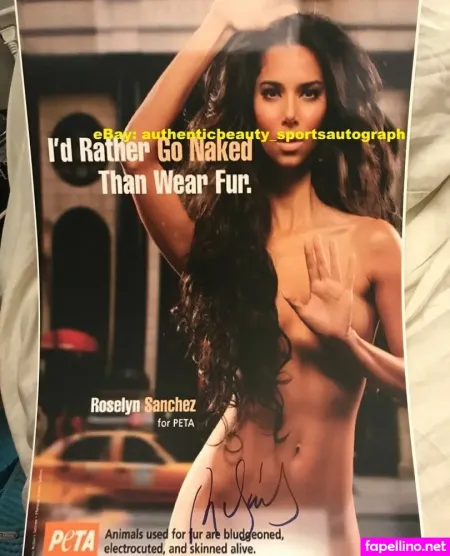 eBay: authenticbeauty_sportsautograph
I'd Rather Go Naked
Than Wear Fur.
Roselyn Sanchez
for PETA
PETA
Animals used for fur are bludgeoned,
electrocuted, and skinned alive.
fapellino.net